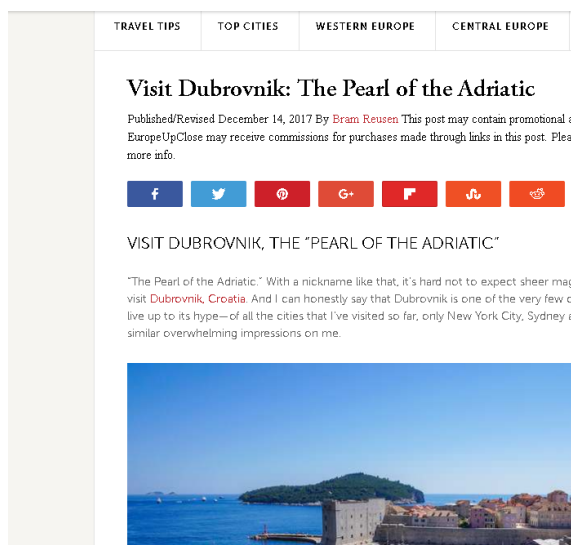 TRAVEL TIPS TOP CITIES WESTERN EUROPE CENTRAL EUROPE
Visit Dubrovnik: The Pearl of the Adriatic
Published/Revised December 14, 2017 By Bram Reusen This post may contain promotional a
EuropeUpClose may receive commissions for purchases made through links in this post. Plea
more info.
VISIT DUBROVNIK, THE “PEARL OF THE ADRIATIC”
“The Pearl of the Adriatic.” With a nickname like that, it’s hard not to expect sheer mag
visit Dubrovnik, Croatia. And I can honestly say that Dubrovnik is one of the very few c
live up to its hype—of all the cities that I’ve visited so far, only New York City, Sydney a
similar overwhelming impressions on me.